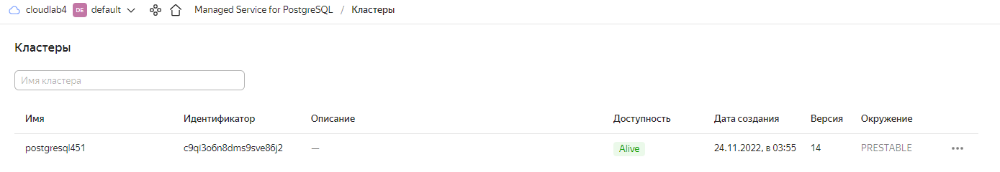 cloudlab4 DE default Managed Service for PostgreSQL / Кластеры
Кластеры
Имя кластера
Имя Идентификатор Описание Доступность Дата создания Версия Окружение
postgresql451 c9qi3o6n8dms9sve86j2 — Alive 24.11.2022, в 03:55 14 PRESTABLE